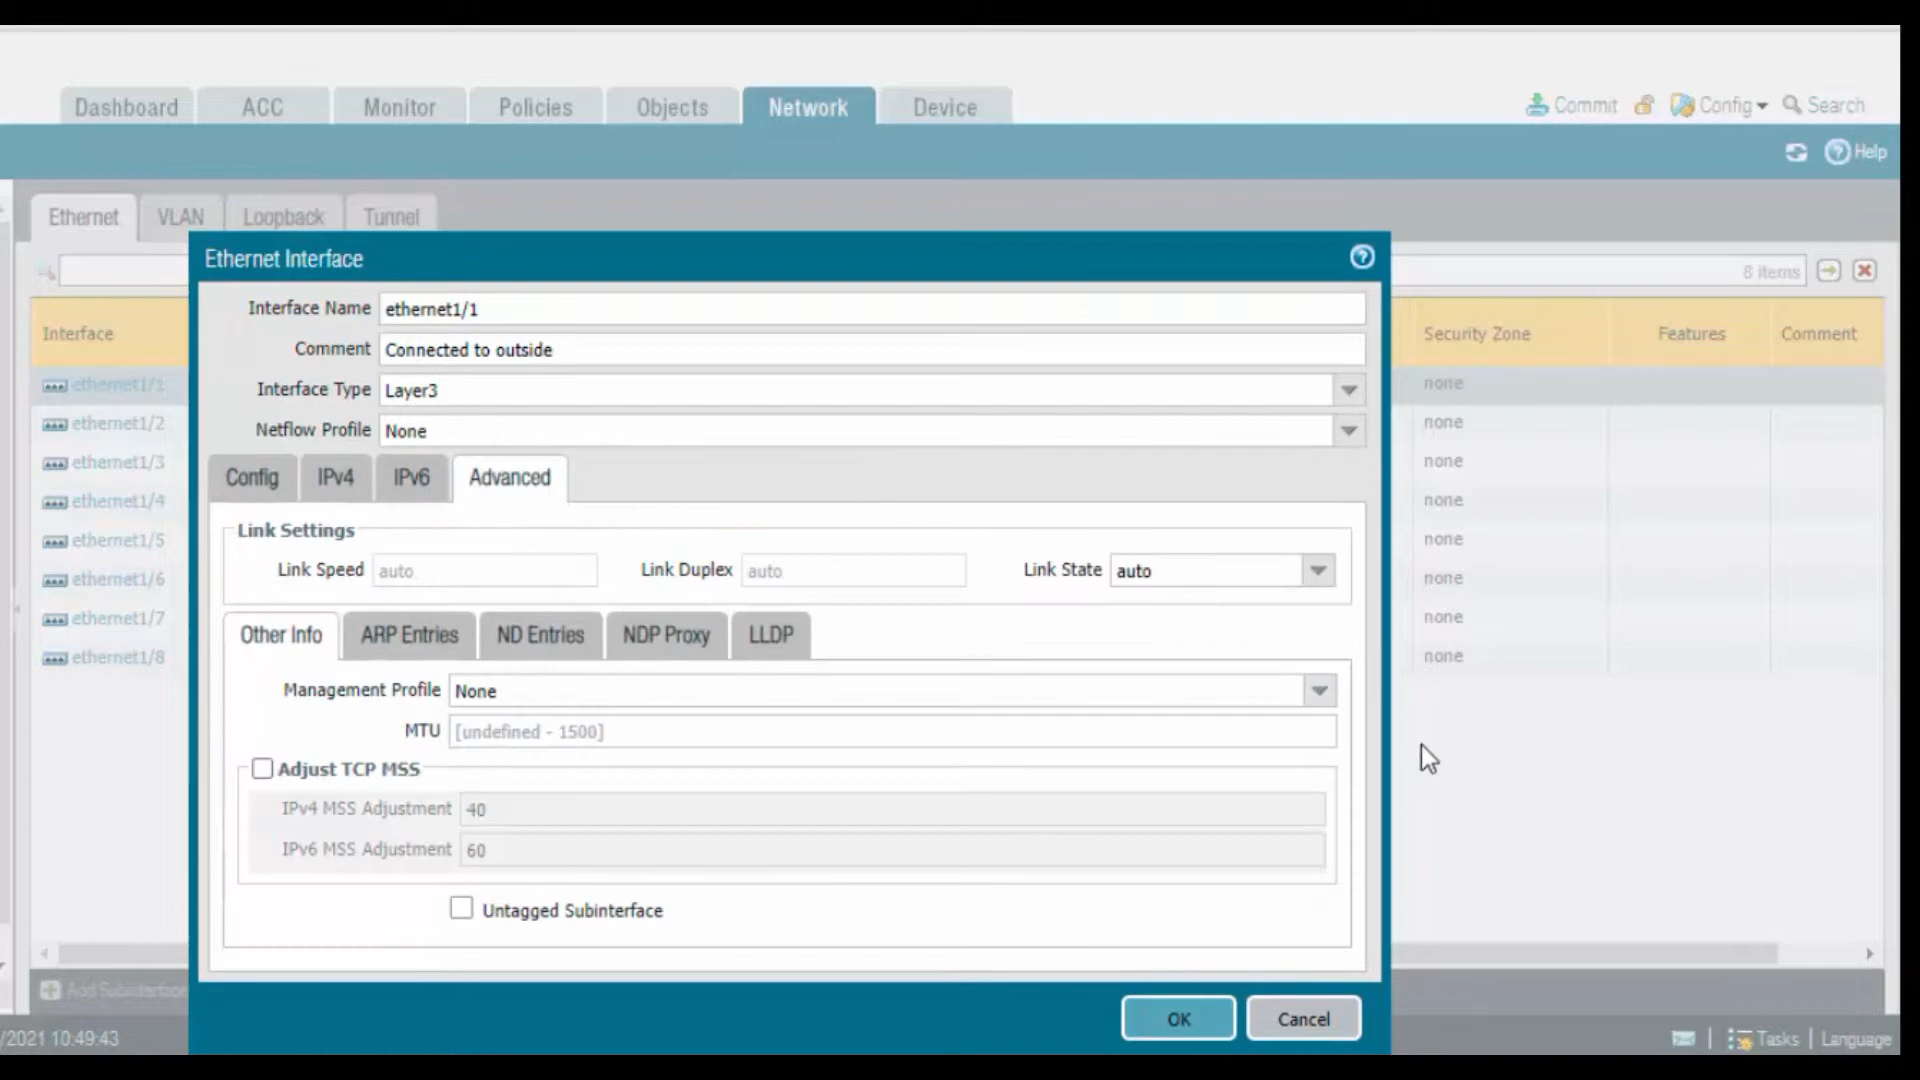 Dashboard ACC Monitor Policies Objects Network Device Commit Config Search
Help
Ethernet VLAN Loopback Tunnel
Ethernet Interface
8 items
Interface Name ethernet1/1
Comment Connected to outside
Interface Type Layer3
Netflow Profile None
Config IPv4 IPv6 Advanced
Link Settings
Link Speed auto Link Duplex auto Link State auto
Other Info ARP Entries ND Entries NDP Proxy LLDP
Management Profile None
MTU [undefined - 1500]
Adjust TCP MSS
IPv4 MSS Adjustment 40
IPv6 MSS Adjustment 60
Untagged Subinterface
OK Cancel
Interface Security Zone Features Comment
ethernet1/1 none
ethernet1/2 none
ethernet1/3 none
ethernet1/4 none
ethernet1/5 none
ethernet1/6 none
ethernet1/7 none
ethernet1/8 none
Add Subinterface
/2021 10:49:43 Tasks | Language